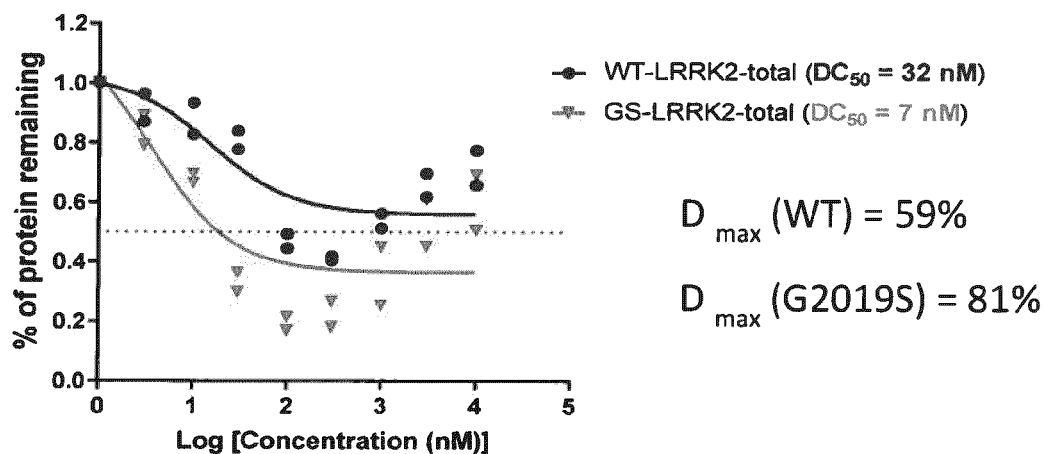 1.2
1.0
0.8
0.6
0.4
0.2
0.0
% of protein remaining
0 1 2 3 4 5
Log [Concentration (nM)]
WT-LRRK2-total (DC50 = 32 nM)
GS-LRRK2-total (DC50 = 7 nM)
D max (WT) = 59%
D max (G2019S) = 81%